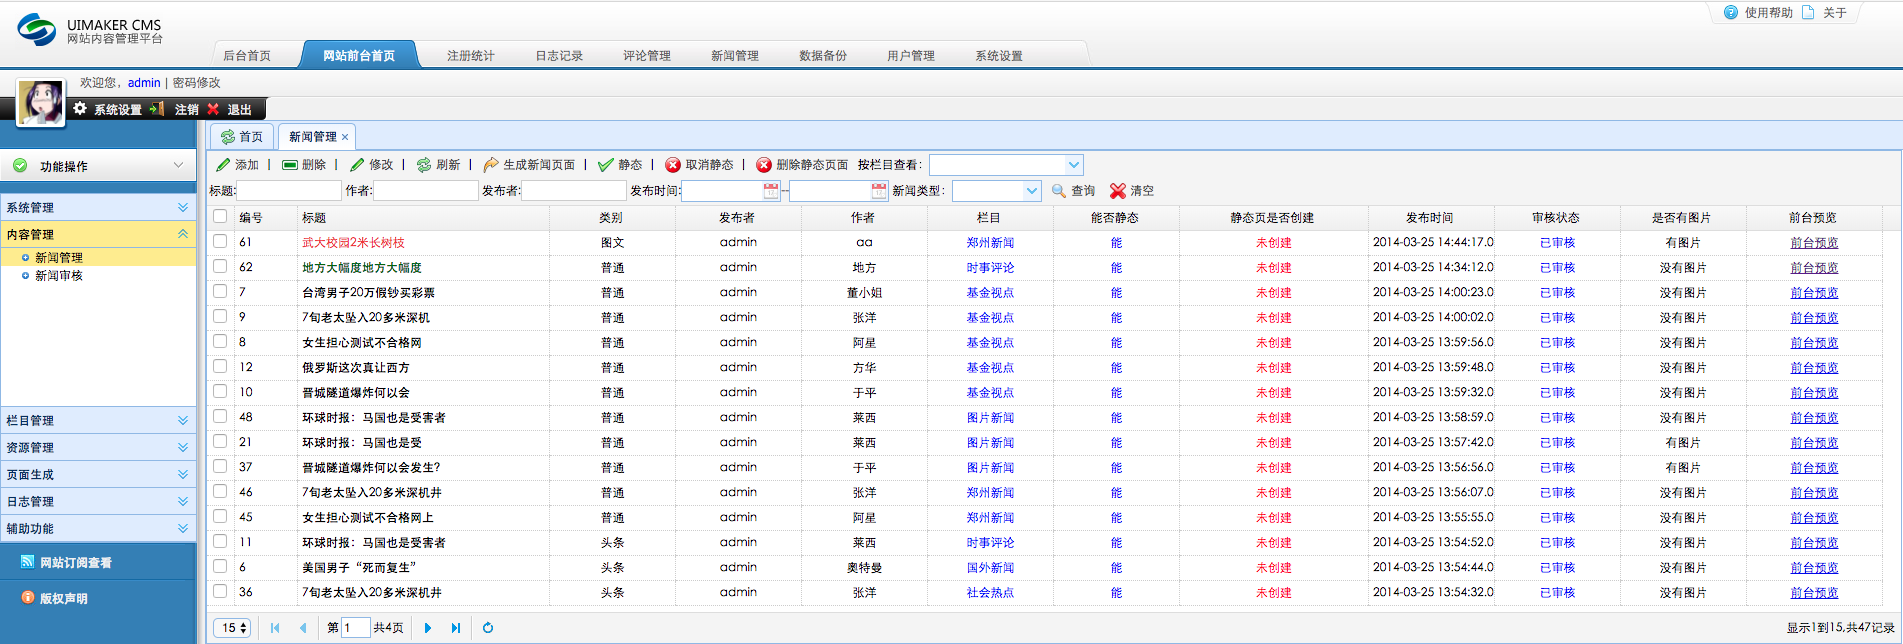 UIMAKER CMS
网站内容管理平台
使用帮助 关于
后台首页 网站前台首页 注册统计 日志记录 评论管理 新闻管理 数据备份 用户管理 系统设置
欢迎您，admin | 密码修改
系统设置 注销 退出
功能操作
系统管理
内容管理
新闻管理
新闻审核
栏目管理
资源管理
页面生成
日志管理
辅助功能
网站订阅查看
版权声明
首页 新闻管理 ×
添加 | 删除 | 修改 | 刷新 | 生成新闻页面 | 静态 | 取消静态 | 删除静态页面 按栏目查看：
标题: 作者: 发布者: 发布时间: -- 新闻类型： 查询 清空
编号 标题 类别 发布者 作者 栏目 能否静态 静态页是否创建 发布时间 审核状态 是否有图片 前台预览
61 武大校园2米长树枝 图文 admin aa 郑州新闻 能 未创建 2014-03-25 14:44:17.0 已审核 有图片 前台预览
62 地方大幅度地方大幅度 普通 admin 地方 时事评论 能 未创建 2014-03-25 14:34:12.0 已审核 没有图片 前台预览
7 台湾男子20万假钞买彩票 普通 admin 董小姐 基金视点 能 未创建 2014-03-25 14:00:23.0 已审核 没有图片 前台预览
9 7旬老太坠入20多米深机 普通 admin 张洋 基金视点 能 未创建 2014-03-25 14:00:02.0 已审核 没有图片 前台预览
8 女生担心测试不合格网 普通 admin 阿星 基金视点 能 未创建 2014-03-25 13:59:56.0 已审核 没有图片 前台预览
12 俄罗斯这次真让西方 普通 admin 方华 基金视点 能 未创建 2014-03-25 13:59:48.0 已审核 没有图片 前台预览
10 晋城隧道爆炸何以会 普通 admin 于平 基金视点 能 未创建 2014-03-25 13:59:32.0 已审核 没有图片 前台预览
48 环球时报：马国也是受害者 普通 admin 莱西 图片新闻 能 未创建 2014-03-25 13:58:59.0 已审核 没有图片 前台预览
21 环球时报：马国也是受 普通 admin 莱西 图片新闻 能 未创建 2014-03-25 13:57:42.0 已审核 有图片 前台预览
37 晋城隧道爆炸何以会发生? 普通 admin 于平 图片新闻 能 未创建 2014-03-25 13:56:56.0 已审核 有图片 前台预览
46 7旬老太坠入20多米深机井 普通 admin 张洋 郑州新闻 能 未创建 2014-03-25 13:56:07.0 已审核 没有图片 前台预览
45 女生担心测试不合格网上 普通 admin 阿星 郑州新闻 能 未创建 2014-03-25 13:55:55.0 已审核 没有图片 前台预览
11 环球时报：马国也是受害者 头条 admin 莱西 时事评论 能 未创建 2014-03-25 13:54:52.0 已审核 没有图片 前台预览
6 美国男子“死而复生” 头条 admin 奥特曼 国外新闻 能 未创建 2014-03-25 13:54:44.0 已审核 没有图片 前台预览
36 7旬老太坠入20多米深机井 头条 admin 张洋 社会热点 能 未创建 2014-03-25 13:54:32.0 已审核 没有图片 前台预览
15 第 1 共4页 显示1到15,共47记录